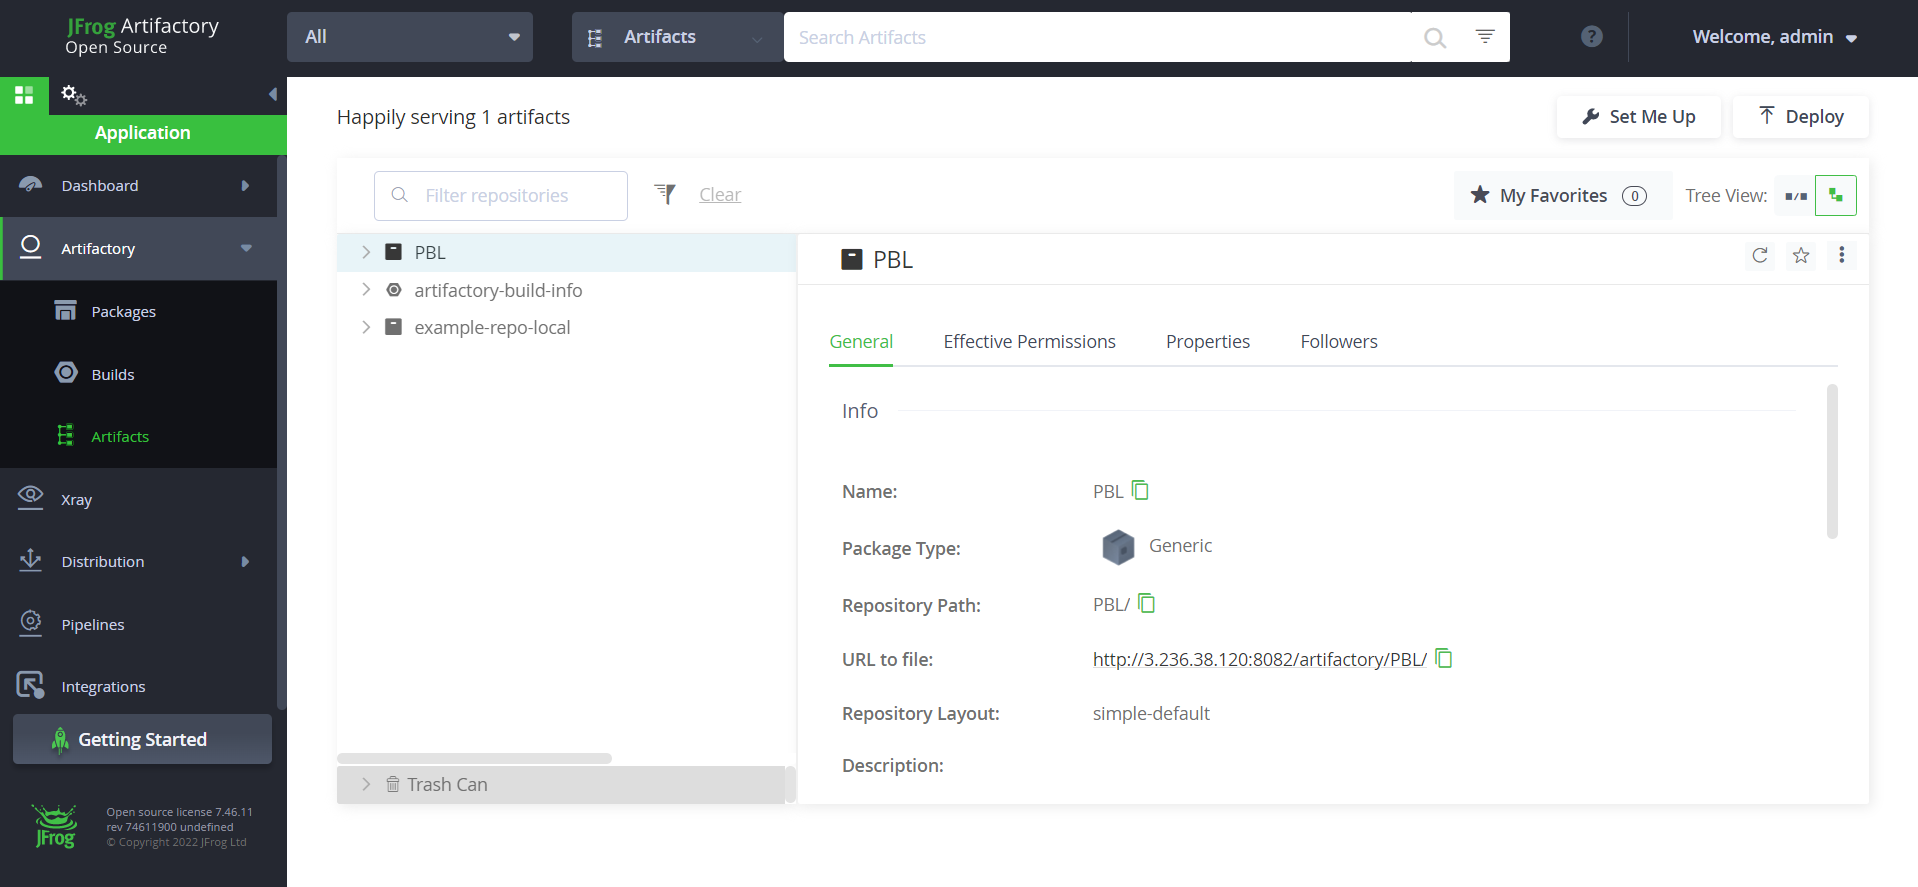 JFrog Artifactory
Open Source
All
Artifacts
Search Artifacts
?
Welcome, admin
Application
Dashboard
Artifactory
Packages
Builds
Artifacts
Xray
Distribution
Pipelines
Integrations
Getting Started
JFrog
Open source license 7.46.11
rev 74611900 undefined
© Copyright 2022 JFrog Ltd
Happily serving 1 artifacts
Set Me Up
Deploy
Filter repositories
Clear
My Favorites 0
Tree View:
PBL
artifactory-build-info
example-repo-local
Trash Can
PBL
General
Effective Permissions
Properties
Followers
Info
Name: PBL
Package Type: Generic
Repository Path: PBL/
URL to file: http://3.236.38.120:8082/artifactory/PBL/
Repository Layout: simple-default
Description: